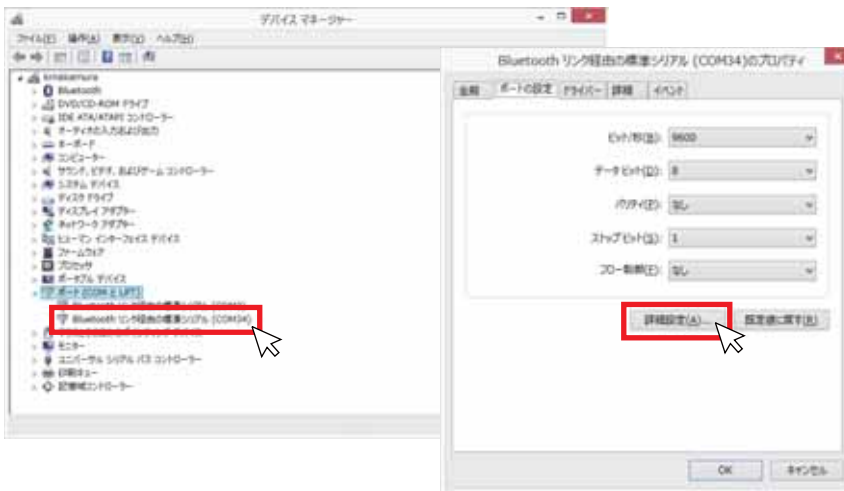 デバイス マネージャー
ファイル(F) 操作(A) 表示(V) ヘルプ(H)
Bluetooth
DVD/CD-ROM ドライブ
IDE ATA/ATAPI コントローラー
オーディオの入力および出力
キーボード
コンピューター
サウンド、ビデオ、およびゲーム コントローラー
システム デバイス
ディスク ドライブ
ディスプレイ アダプター
ネットワーク アダプター
ヒューマン インターフェイス デバイス
ファームウェア
プロセッサ
ポータブル デバイス
ポート (COM と LPT)
Bluetooth リンク経由の標準シリアル (COM34)
モニター
ユニバーサル シリアル バス コントローラー
印刷キュー
記憶域コントローラー
Bluetooth リンク経由の標準シリアル (COM34)のプロパティ
全般 ポートの設定 ドライバー 詳細 イベント
ビット/秒(B): 9600
データ ビット(D): 8
パリティ(P): なし
ストップ ビット(S): 1
フロー制御(F): なし
詳細設定(A)... 既定値に戻す(R)
OK キャンセル